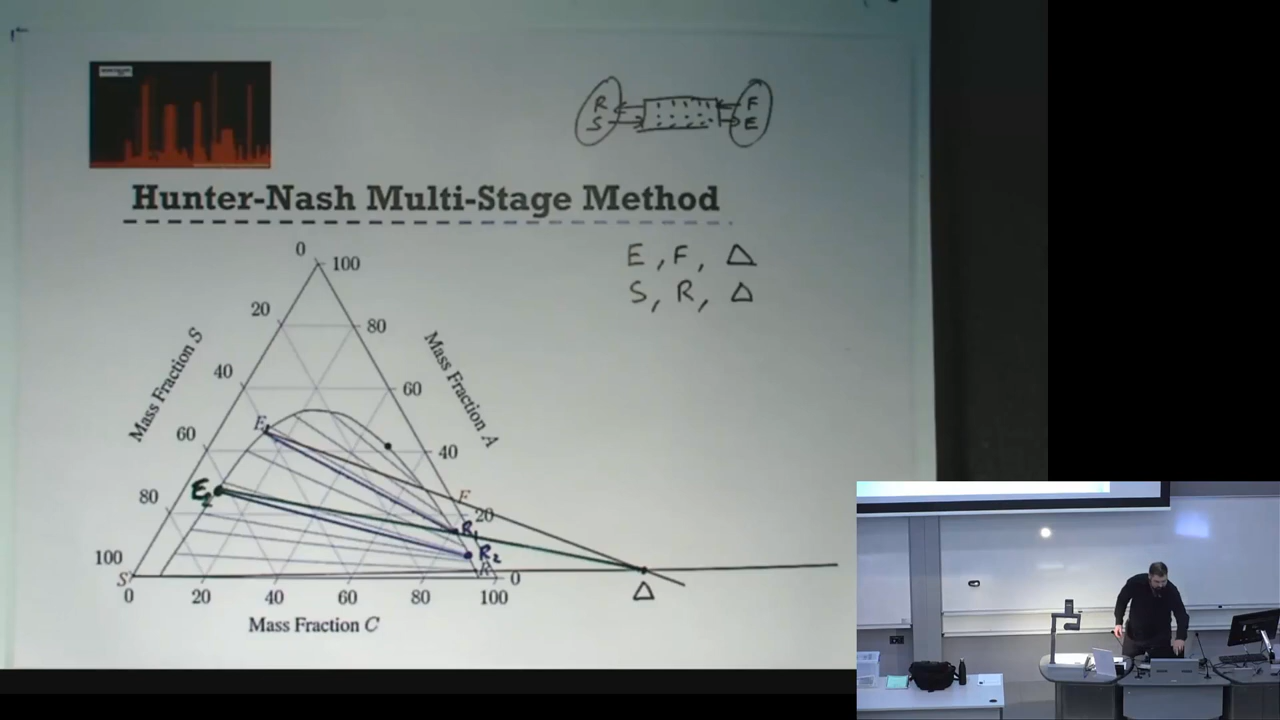 R F
S E
Hunter-Nash Multi-Stage Method
E, F, Δ
S, R, Δ
0 100
20 80
40 60
60 40
80 20
100 0
Mass Fraction S
Mass Fraction A
E1
E2
F
R1
R2
R
S
Δ
0 20 40 60 80 100
Mass Fraction C